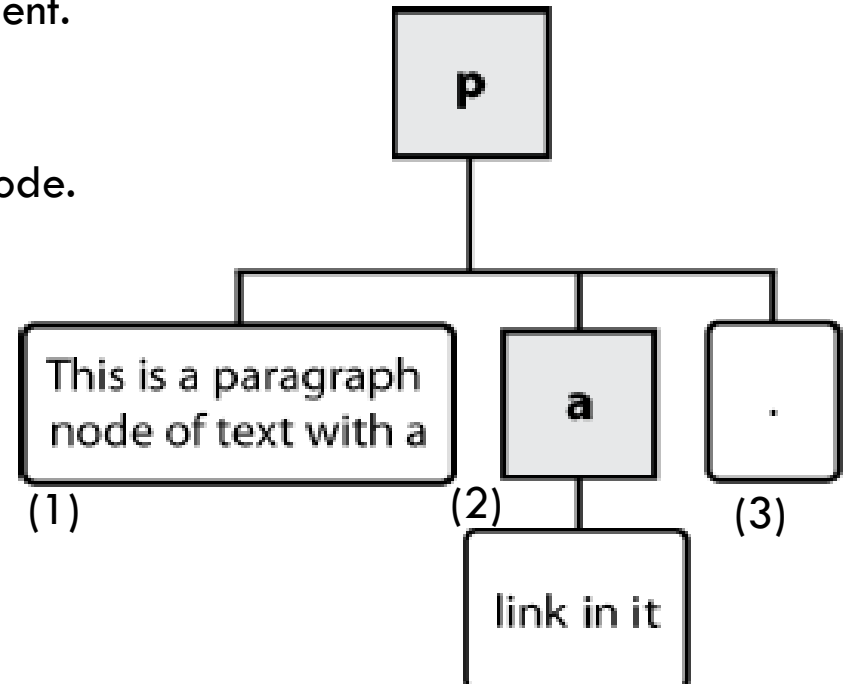 ent.
p
ode.
This is a paragraph
node of text with a
a
.
(1)
(2)
(3)
link in it